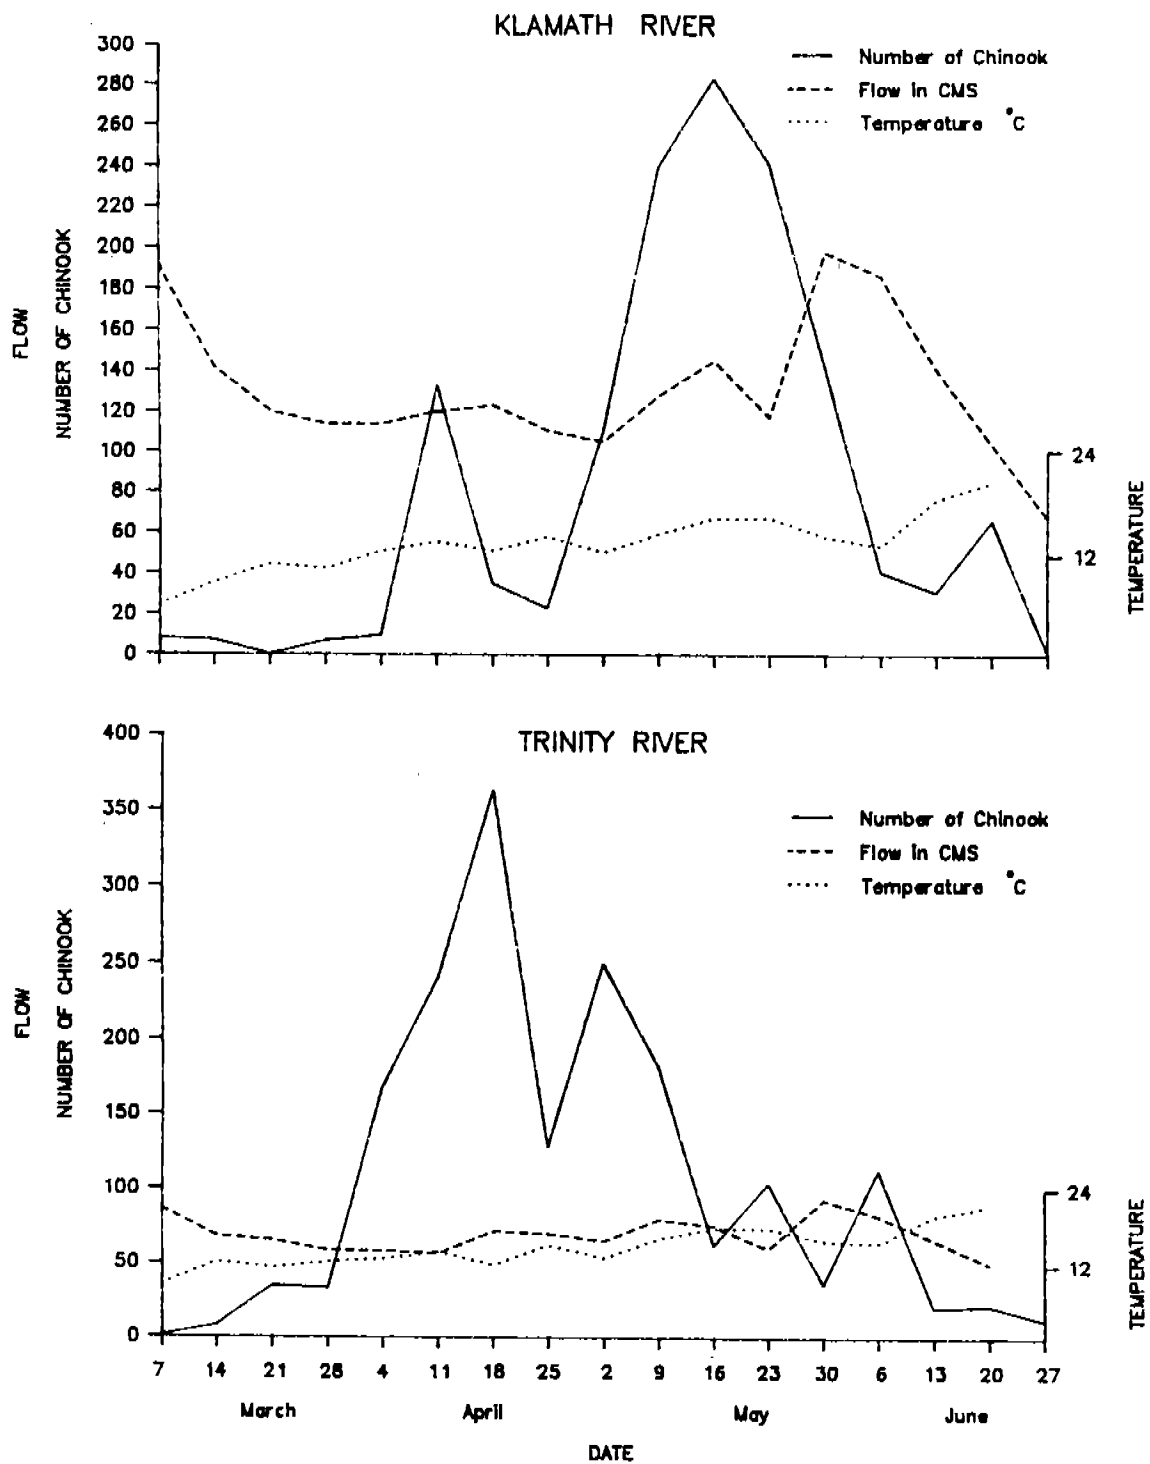 KLAMATH RIVER
Number of Chinook
Flow in CMS
Temperature °C
300
280
260
240
220
200
180
160
140
120
100
80
60
40
20
0
FLOW
NUMBER OF CHINOOK
24
12
TEMPERATURE
TRINITY RIVER
Number of Chinook
Flow in CMS
Temperature °C
400
350
300
250
200
150
100
50
0
FLOW
NUMBER OF CHINOOK
24
12
TEMPERATURE
7 14 21 28 4 11 18 25 2 9 16 23 30 6 13 20 27
March April May June
DATE